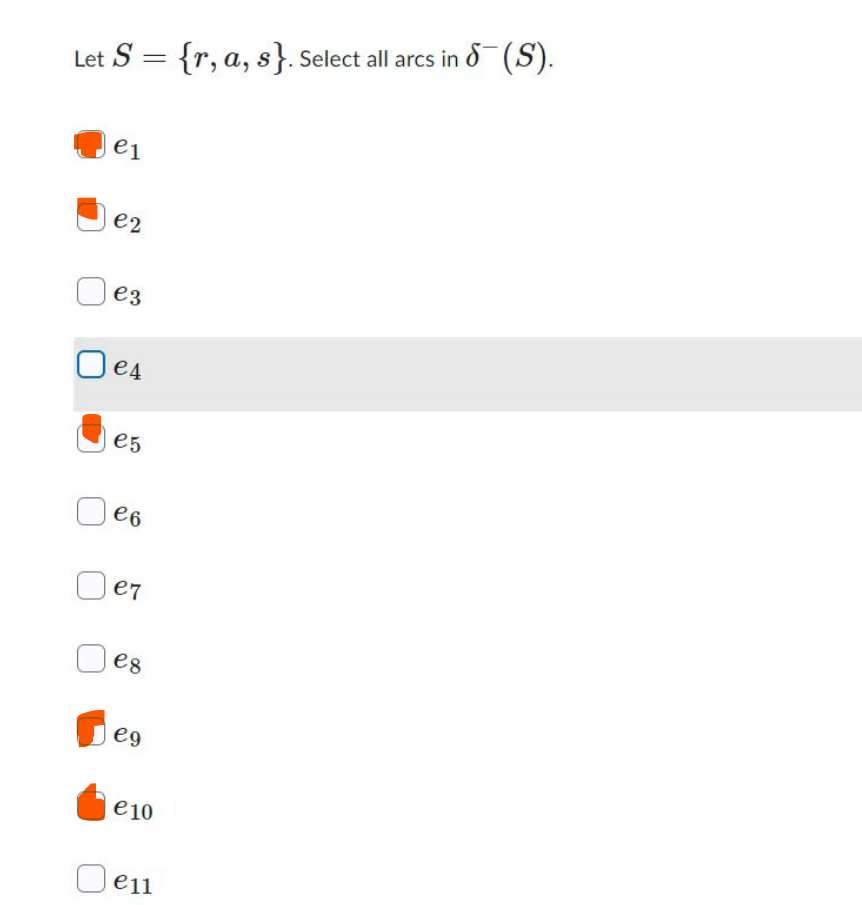 Let S = {r, a, s}. Select all arcs in δ⁻(S).
e₁
e₂
e₃
e₄
e₅
e₆
e₇
e₈
e₉
e₁₀
e₁₁